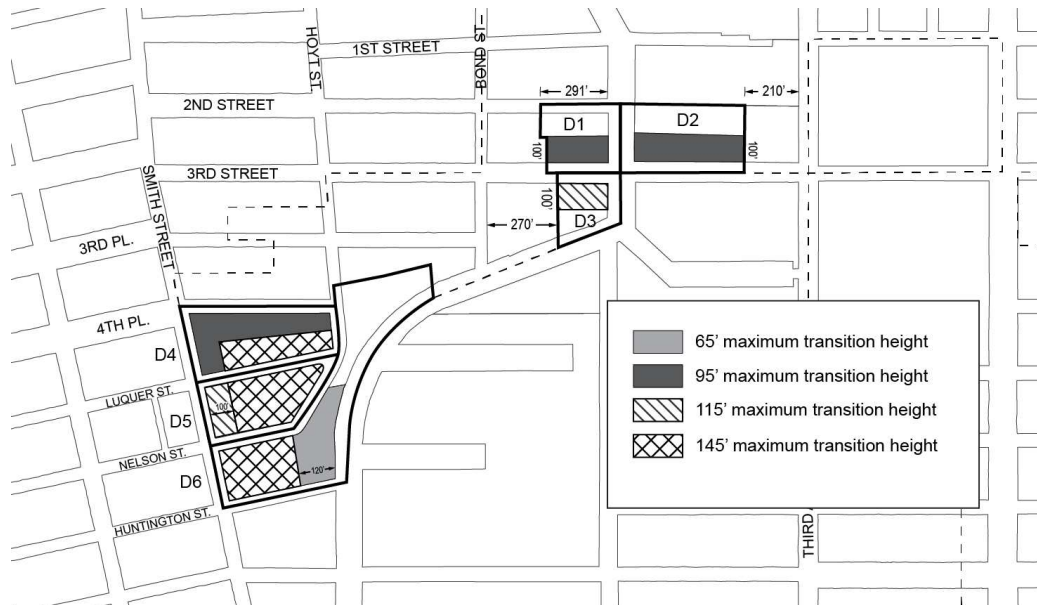 1ST STREET
HOYT ST
BOND ST.
2ND STREET
291'
210'
D1
D2
100'
100'
3RD STREET
SMITH STREET
100'
D3
270'
3RD PL.
4TH PL.
D4
LUQUER ST.
100'
D5
NELSON ST.
D6
120'
HUNTINGTON ST.
THIRD
65' maximum transition height
95' maximum transition height
115' maximum transition height
145' maximum transition height